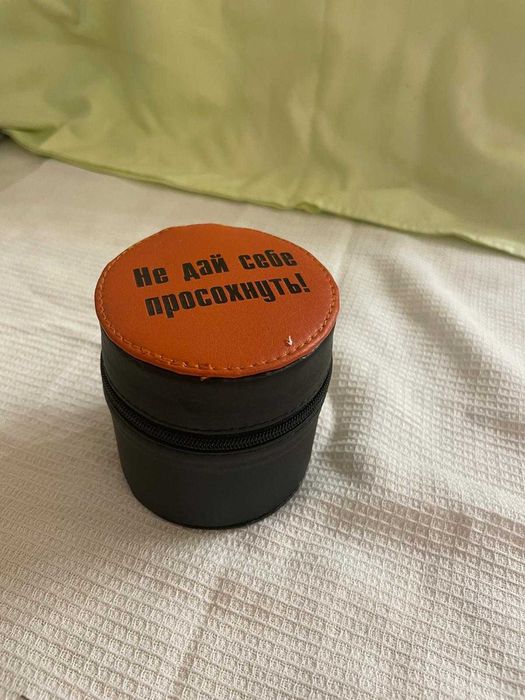 Не дай себе
просохнуть!